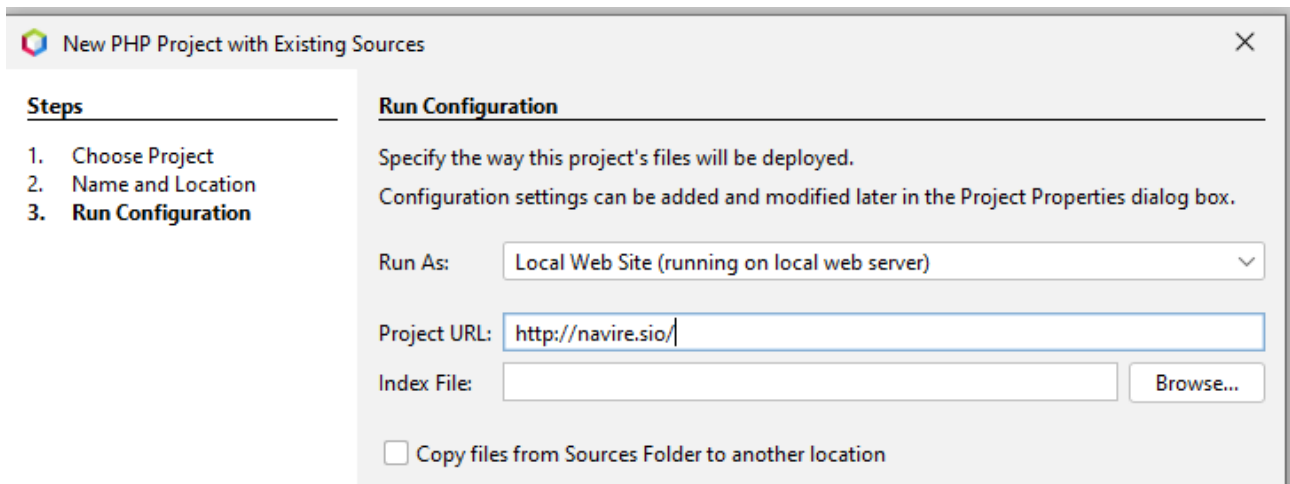 New PHP Project with Existing Sources
Steps
1. Choose Project
2. Name and Location
3. Run Configuration
Run Configuration
Specify the way this project's files will be deployed.
Configuration settings can be added and modified later in the Project Properties dialog box.
Run As: Local Web Site (running on local web server)
Project URL: http://navire.sio/
Index File: Browse...
Copy files from Sources Folder to another location